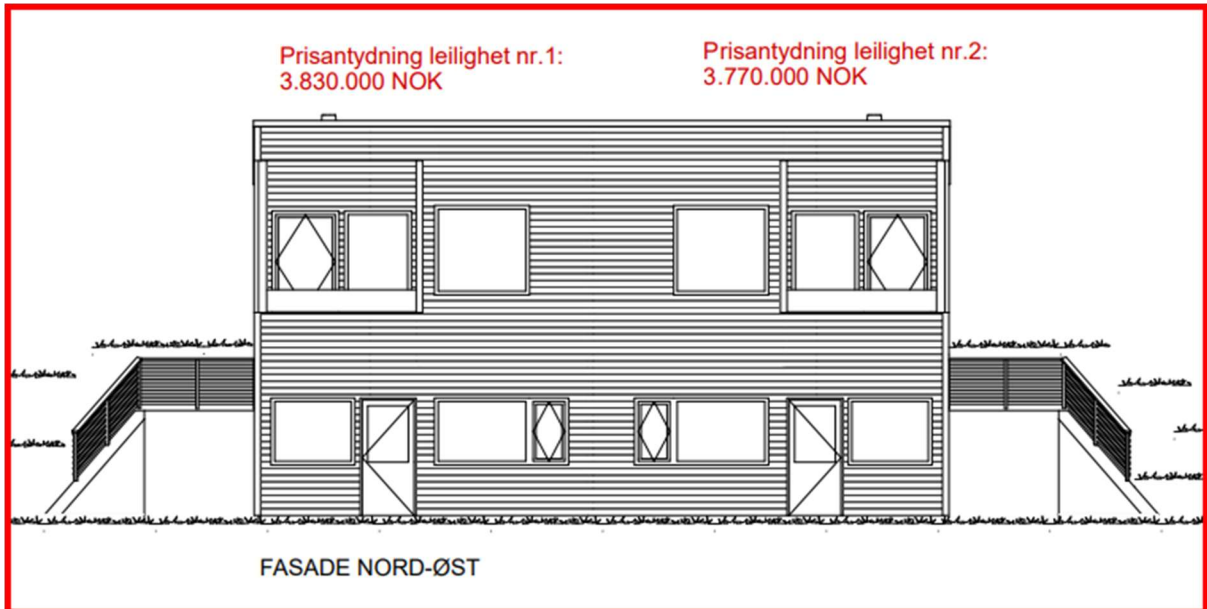 Prisantydning leilighet nr.1:
3.830.000 NOK
Prisantydning leilighet nr.2:
3.770.000 NOK
FASADE NORD-ØST